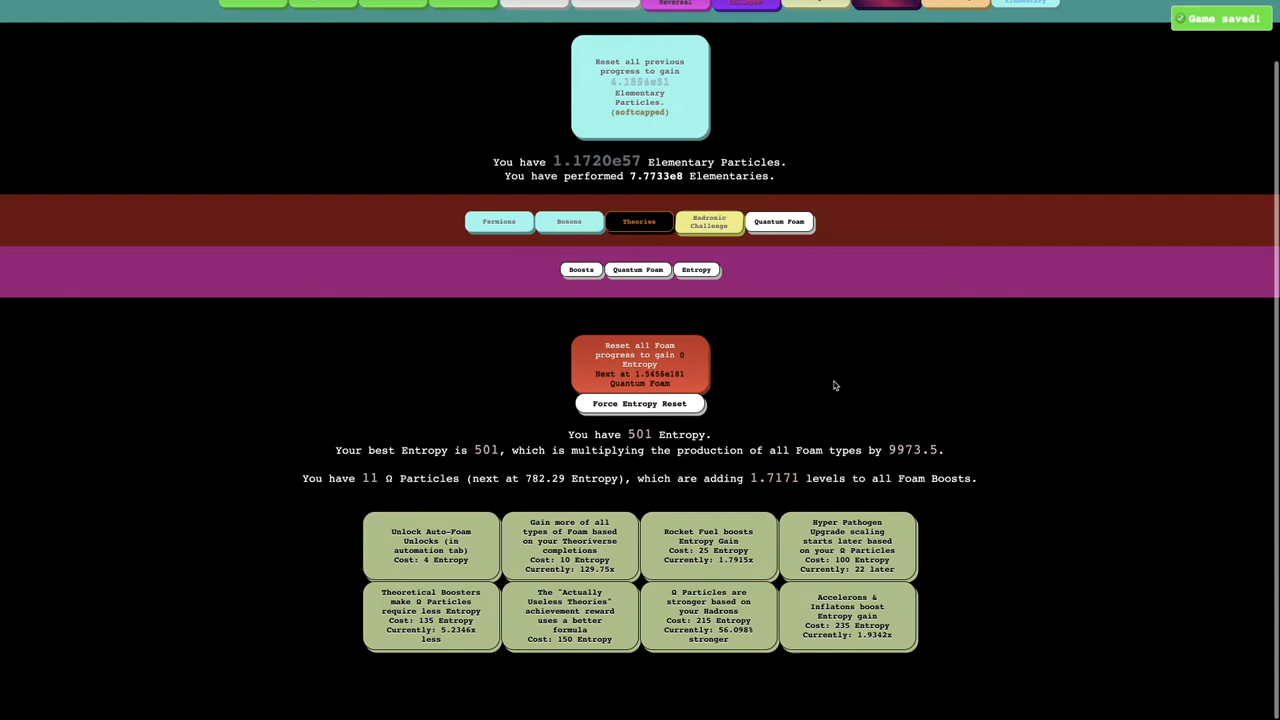 Reversal
Elementary
Game saved!
Reset all previous
progress to gain
4.1894e51
Elementary
Particles.
(softcapped)
You have 1.1720e57 Elementary Particles.
You have performed 7.7733e8 Elementaries.
Fermions
Bosons
Theories
Hadronic
Challenge
Quantum Foam
Boosts
Quantum Foam
Entropy
Reset all Foam
progress to gain 0
Entropy
Next at 1.5456e181
Quantum Foam
Force Entropy Reset
You have 501 Entropy.
Your best Entropy is 501, which is multiplying the production of all Foam types by 9973.5.
You have 11 Ω Particles (next at 782.29 Entropy), which are adding 1.7171 levels to all Foam Boosts.
Unlock Auto-Foam
Unlocks (in
automation tab)
Cost: 4 Entropy
Gain more of all
types of Foam based
on your Theoriverse
completions
Cost: 10 Entropy
Currently: 129.75x
Rocket Fuel boosts
Entropy Gain
Cost: 25 Entropy
Currently: 1.7915x
Hyper Pathogen
Upgrade scaling
starts later based
on your Ω Particles
Cost: 100 Entropy
Currently: 22 later
Theoretical Boosters
make Ω Particles
require less Entropy
Cost: 135 Entropy
Currently: 5.2346x
less
The "Actually
Useless Theories"
achievement reward
uses a better
formula
Cost: 150 Entropy
Ω Particles are
stronger based on
your Hadrons
Cost: 215 Entropy
Currently: 56.098%
stronger
Accelerons &
Inflatons boost
Entropy gain
Cost: 235 Entropy
Currently: 1.9342x